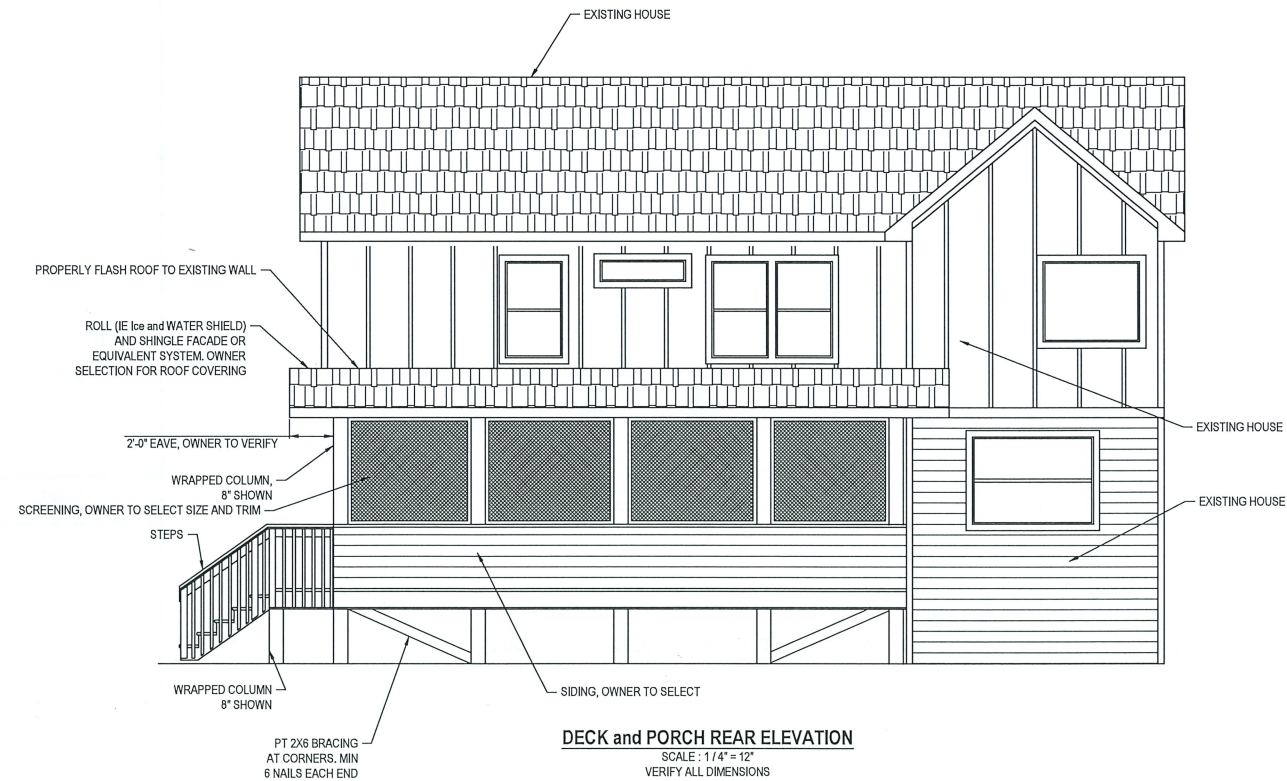 EXISTING HOUSE
PROPERLY FLASH ROOF TO EXISTING WALL
ROLL (IE Ice and WATER SHIELD)
AND SHINGLE FACADE OR
EQUIVALENT SYSTEM. OWNER
SELECTION FOR ROOF COVERING
EXISTING HOUSE
2'-0" EAVE, OWNER TO VERIFY
WRAPPED COLUMN,
8" SHOWN
SCREENING, OWNER TO SELECT SIZE AND TRIM
EXISTING HOUSE
STEPS
WRAPPED COLUMN
8" SHOWN
SIDING, OWNER TO SELECT
PT 2X6 BRACING
AT CORNERS. MIN
6 NAILS EACH END
DECK and PORCH REAR ELEVATION
SCALE : 1 / 4" = 12"
VERIFY ALL DIMENSIONS